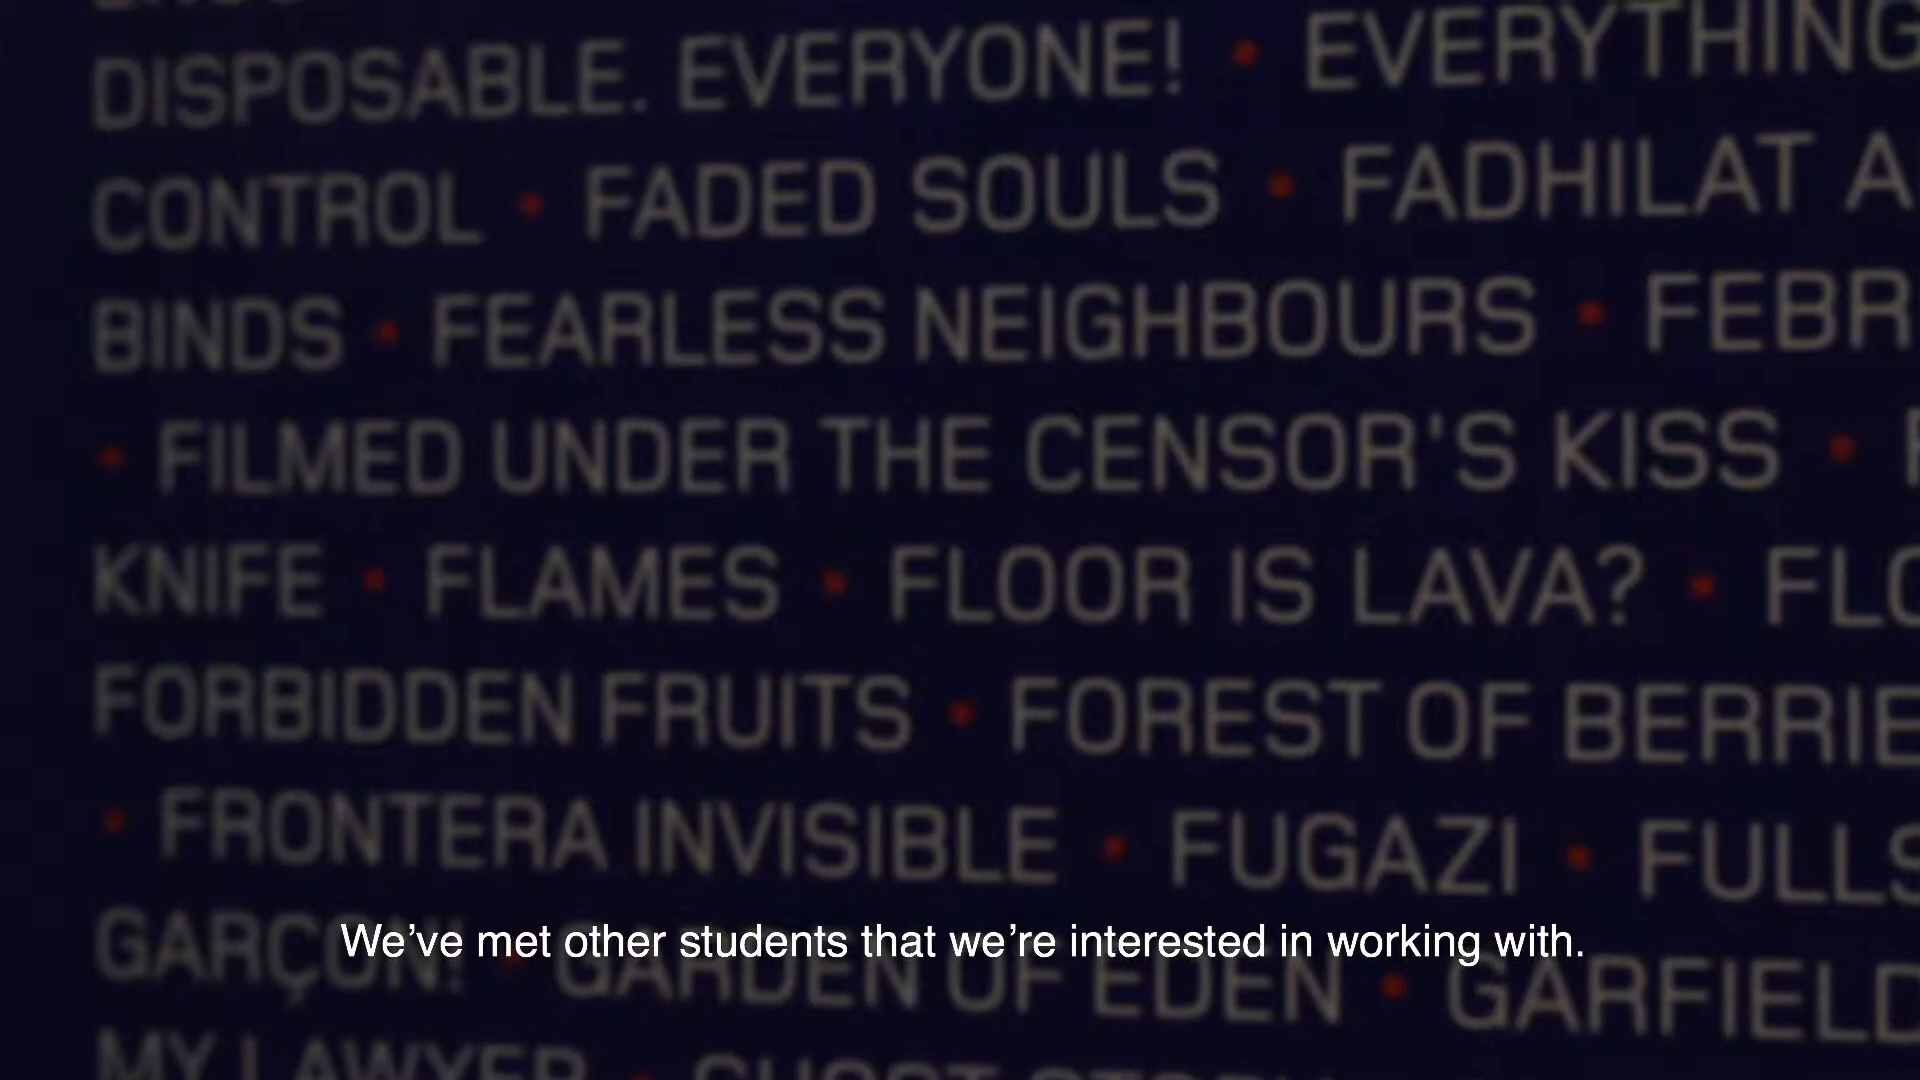 DISPOSABLE. EVERYONE! • EVERYTHING
CONTROL • FADED SOULS • FADHILAT A
BINDS • FEARLESS NEIGHBOURS • FEBR
• FILMED UNDER THE CENSOR'S KISS •
KNIFE • FLAMES • FLOOR IS LAVA? • FLO
FORBIDDEN FRUITS • FOREST OF BERRIE
• FRONTERA INVISIBLE • FUGAZI • FULLS
GARÇON! • GARDEN OF EDEN • GARFIELD
We’ve met other students that we’re interested in working with.
MY LAWYER • GHOST STORY